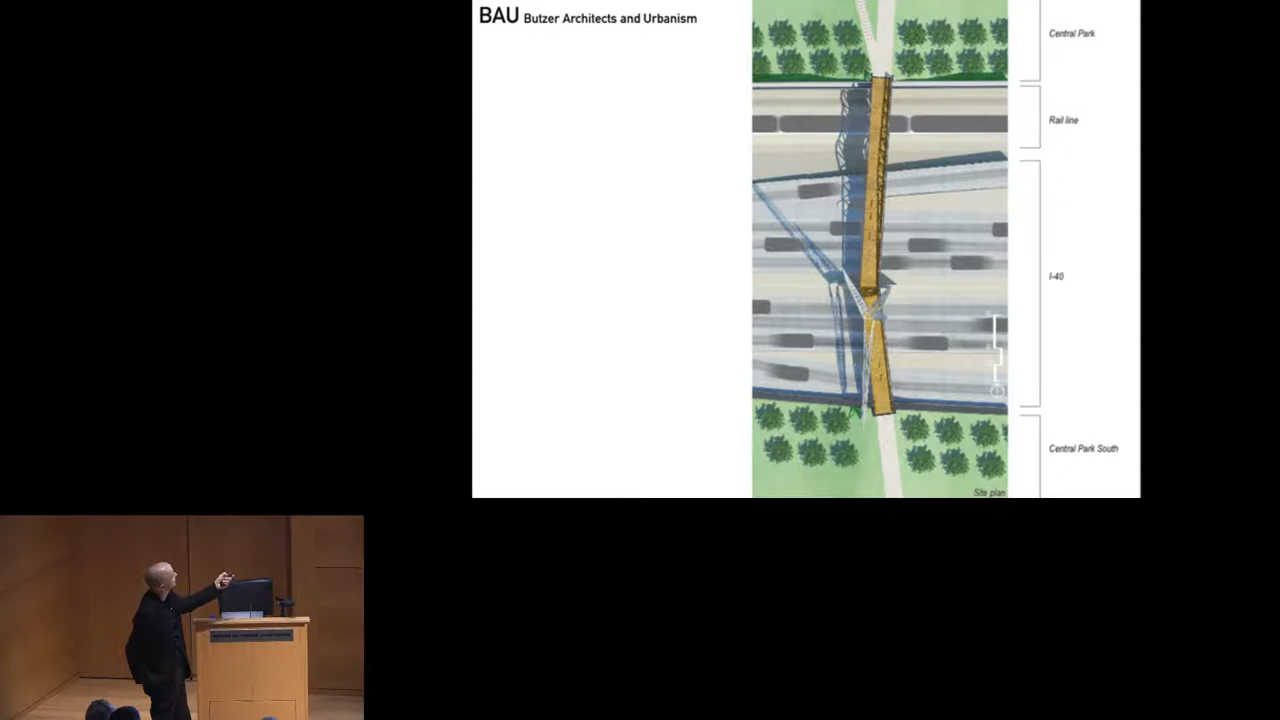 BAU Butzer Architects and Urbanism
Central Park
Rail line
I-40
Central Park South
Site plan